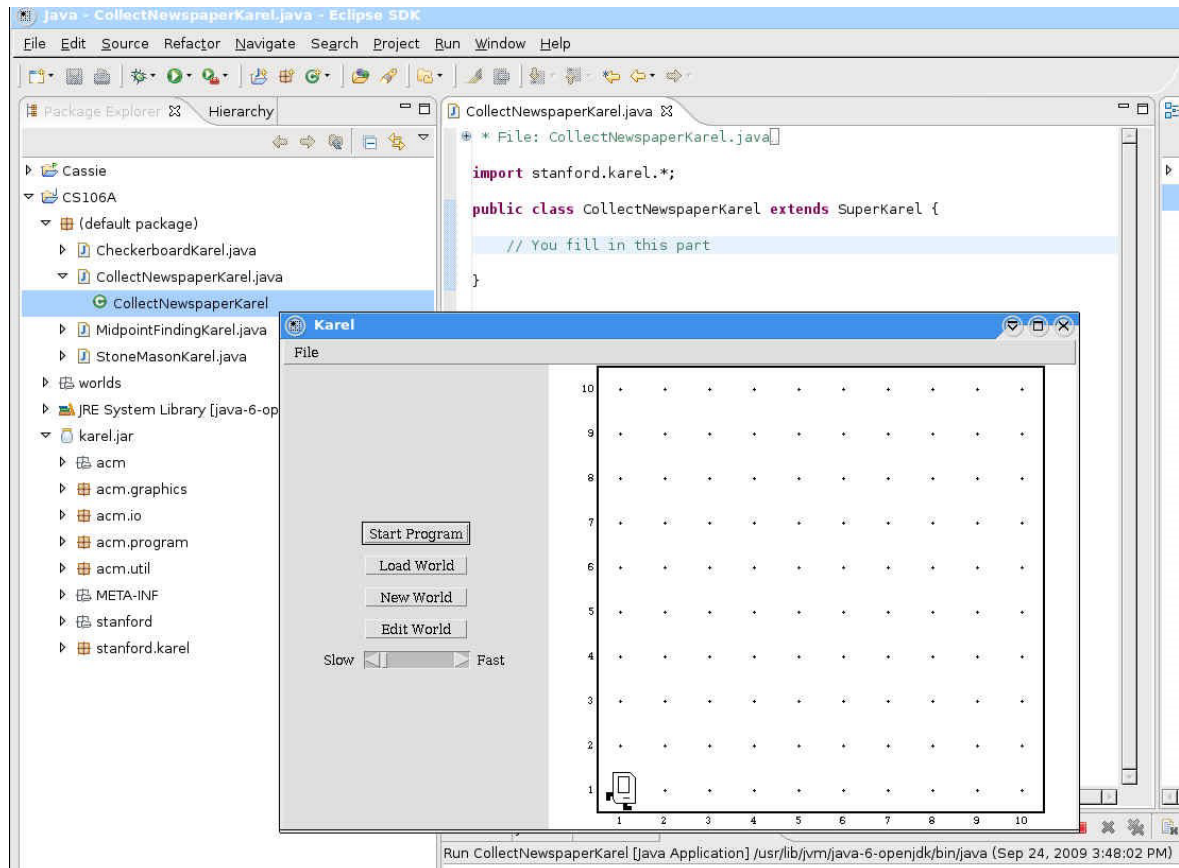 Java - CollectNewspaperKarel.java - Eclipse SDK
File Edit Source Refactor Navigate Search Project Run Window Help
Package Explorer Hierarchy
Cassie
CS106A
(default package)
CheckerboardKarel.java
CollectNewspaperKarel.java
CollectNewspaperKarel
MidpointFindingKarel.java
StoneMasonKarel.java
worlds
JRE System Library [java-6-op
karel.jar
acm
acm.graphics
acm.io
acm.program
acm.util
META-INF
stanford
stanford.karel
CollectNewspaperKarel.java
* File: CollectNewspaperKarel.java
import stanford.karel.*;
public class CollectNewspaperKarel extends SuperKarel {
// You fill in this part
}
Karel
File
Start Program
Load World
New World
Edit World
Slow Fast
10
9
8
7
6
5
4
3
2
1
1 2 3 4 5 6 7 8 9 10
Run CollectNewspaperKarel [Java Application] /usr/lib/jvm/java-6-openjdk/bin/java (Sep 24, 2009 3:48:02 PM)